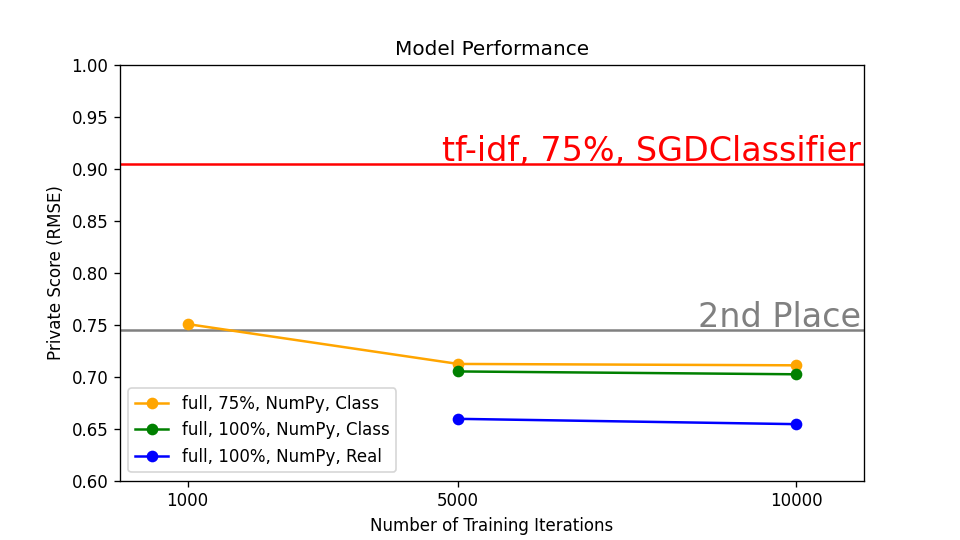 Model Performance
1.00
0.95
0.90
0.85
0.80
0.75
0.70
0.65
0.60
Private Score (RMSE)
tf-idf, 75%, SGDClassifier
2nd Place
full, 75%, NumPy, Class
full, 100%, NumPy, Class
full, 100%, NumPy, Real
1000
5000
10000
Number of Training Iterations